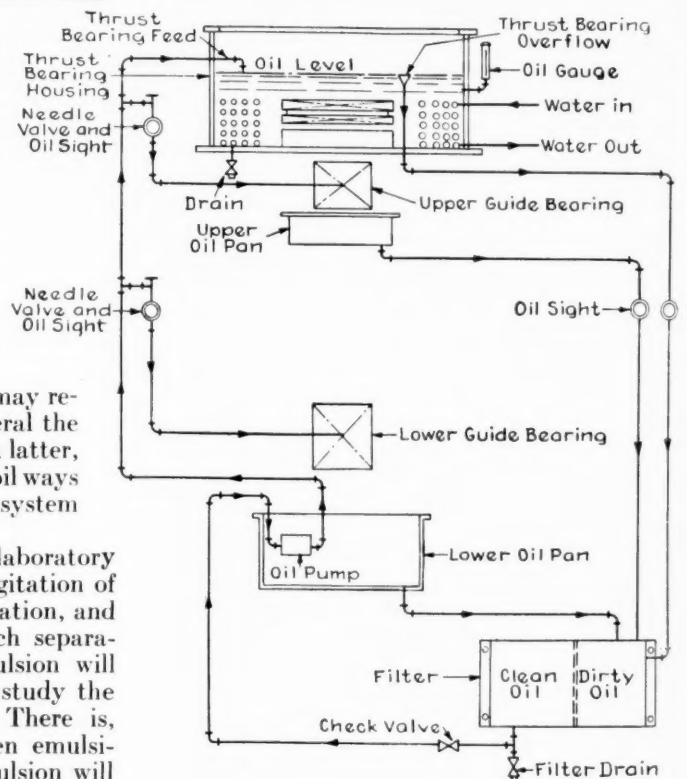 Thrust
Bearing Feed
Oil Level
Thrust Bearing
Overflow
Oil Gauge
Thrust
Bearing
Housing
Needle
Valve and
Oil Sight
Water in
Water Out
Drain
Upper Guide Bearing
Upper
Oil Pan
Needle
Valve and
Oil Sight
Oil Sight
may re-
eral the
latter,
oil ways
system
Lower Guide Bearing
Oil Pump
Lower Oil Pan
laboratory
gitation of
ation, and
ch separa-
ulsion will
study the
There is,
en emulsi-
ulsion will
Filter
Clean
Oil
Dirty
Oil
Check Valve
Filter Drain